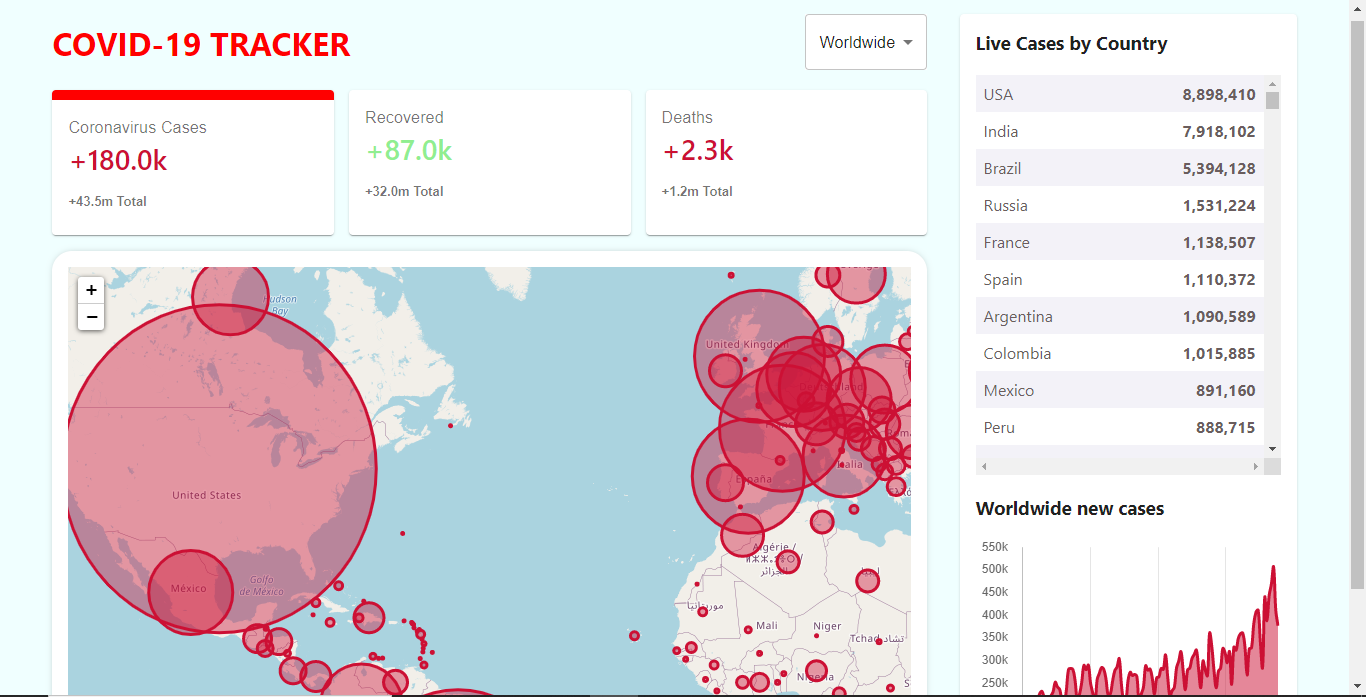 COVID-19 TRACKER
Worldwide
Coronavirus Cases
+180.0k
+43.5m Total
Recovered
+87.0k
+32.0m Total
Deaths
+2.3k
+1.2m Total
+
−
Hudson
Bay
United States
México
Golfo
de México
United Kingdom
España
Italia
Algérie /
الجزائر
موريتانيا
Mali
Niger
Tchad تشاد
Nigeria
Live Cases by Country
USA 8,898,410
India 7,918,102
Brazil 5,394,128
Russia 1,531,224
France 1,138,507
Spain 1,110,372
Argentina 1,090,589
Colombia 1,015,885
Mexico 891,160
Peru 888,715
Worldwide new cases
550k
500k
450k
400k
350k
300k
250k